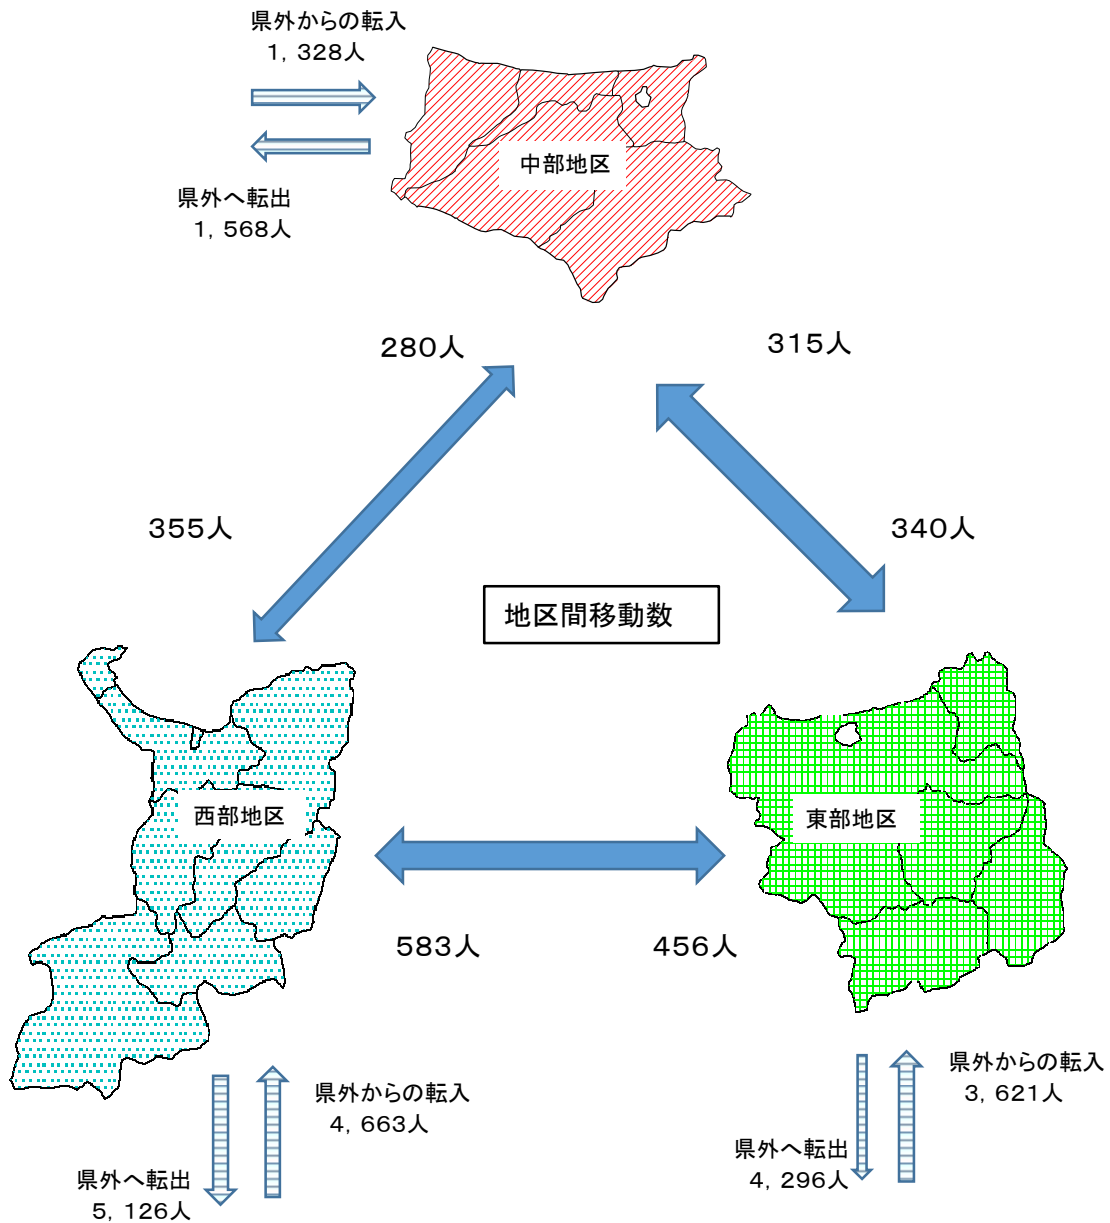 県外からの転入
1，328人
中部地区
県外へ転出
1，568人
280人
315人
355人
340人
地区間移動数
西部地区
東部地区
583人
456人
県外からの転入
3，621人
県外からの転入
4，663人
県外へ転出
4，296人
県外へ転出
5，126人